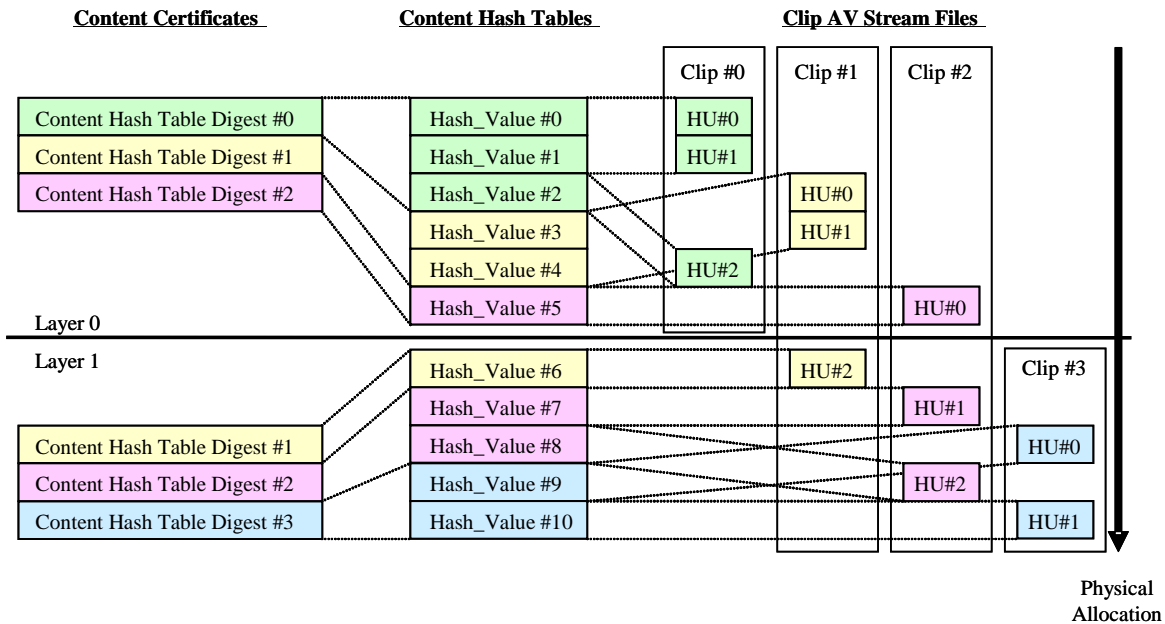 Content Certificates
Content Hash Tables
Clip AV Stream Files
Clip #0
Clip #1
Clip #2
Content Hash Table Digest #0
Hash_Value #0
HU#0
Content Hash Table Digest #1
Hash_Value #1
HU#1
Content Hash Table Digest #2
Hash_Value #2
HU#0
Hash_Value #3
HU#1
Hash_Value #4
HU#2
Hash_Value #5
HU#0
Layer 0
Layer 1
Hash_Value #6
HU#2
Clip #3
Hash_Value #7
HU#1
Content Hash Table Digest #1
Hash_Value #8
HU#0
Content Hash Table Digest #2
Hash_Value #9
HU#2
Content Hash Table Digest #3
Hash_Value #10
HU#1
Physical
Allocation